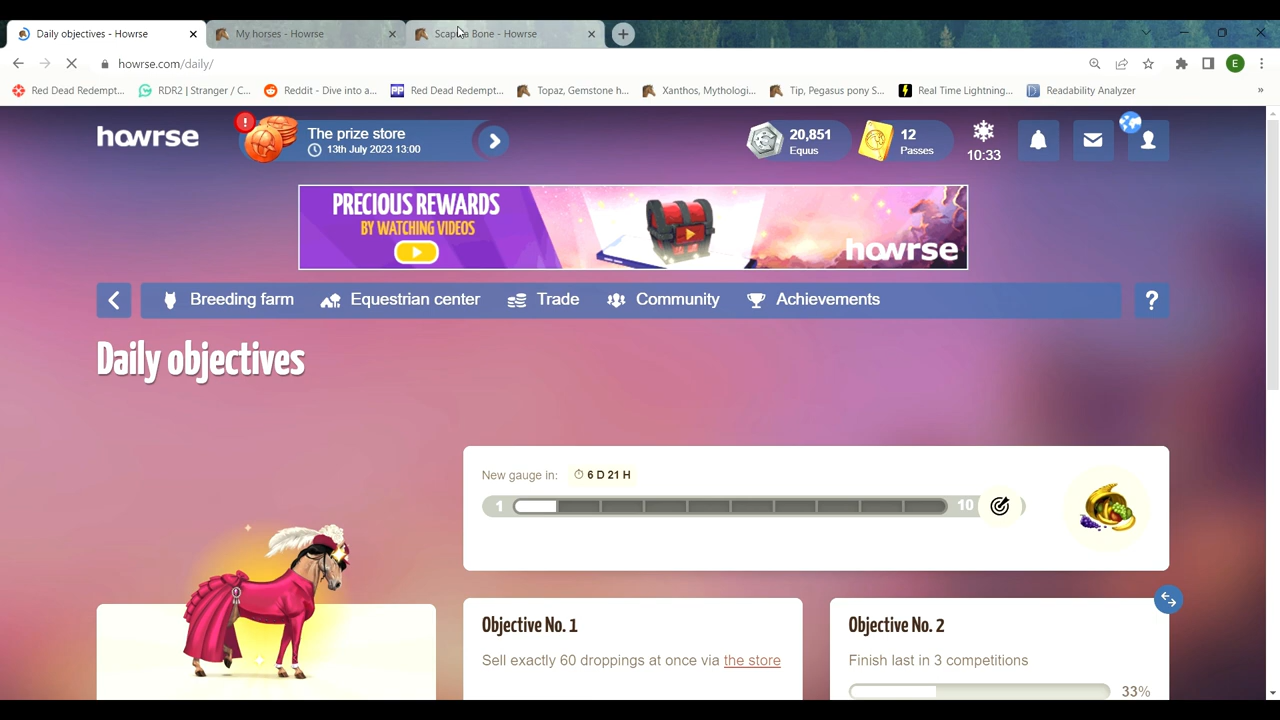 Daily objectives - Howrse
My horses - Howrse
Scapula Bone - Howrse
howrse.com/daily/
E
Red Dead Redempt...
RDR2 | Stranger / C...
Reddit - Dive into a...
PP
Red Dead Redempt...
Topaz, Gemstone h...
Xanthos, Mythologi...
Tip, Pegasus pony S...
Real Time Lightning...
Readability Analyzer
»
howrse
!
The prize store
13th July 2023 13:00
20,851
Equus
12
Passes
10:33
PRECIOUS REWARDS
BY WATCHING VIDEOS
howrse
Breeding farm
Equestrian center
Trade
Community
Achievements
?
Daily objectives
New gauge in: 6 D 21 H
1
10
Objective No. 1
Sell exactly 60 droppings at once via the store
Objective No. 2
Finish last in 3 competitions
33%